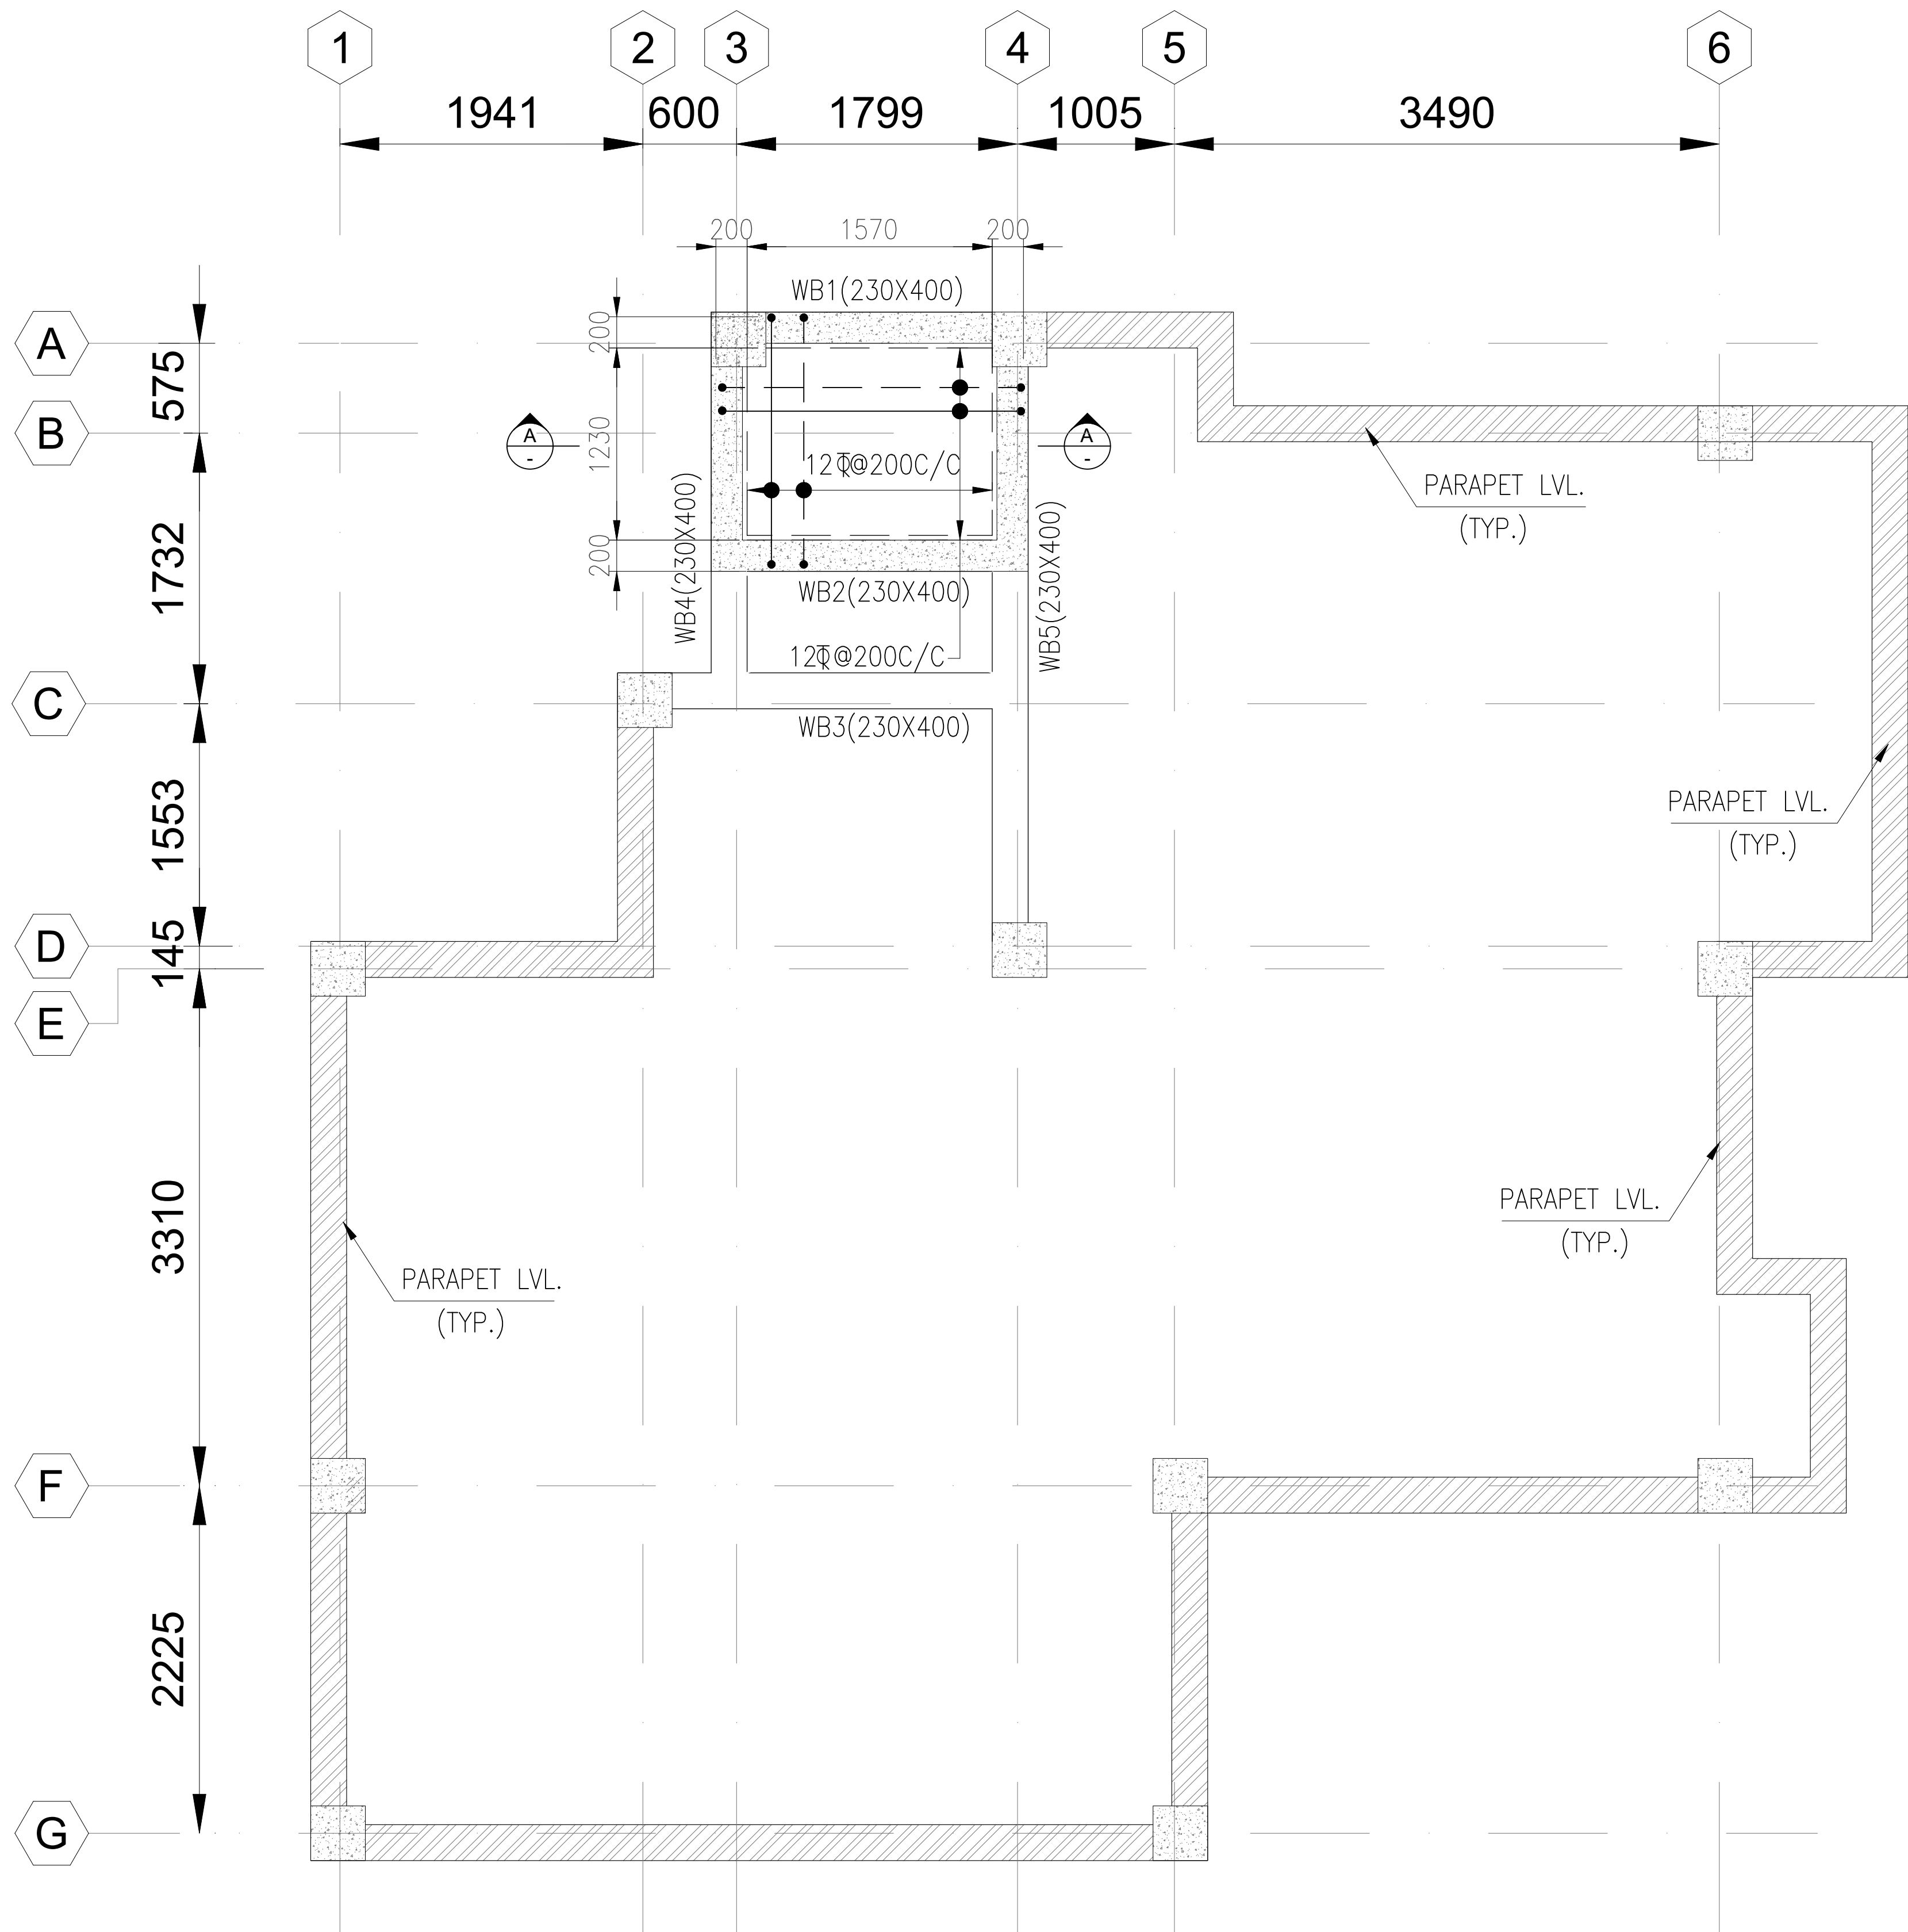 1 2 3 4 5 6
1941 600 1799 1005 3490
200 1570 200
WB1(230X400)
A
200
575
B
A
-
A
-
1230
12Φ@200C/C
PARAPET LVL.
(TYP.)
WB4(230X400)
WB5(230X400)
1732
200
WB2(230X400)
12Φ@200C/C
C
WB3(230X400)
1553
PARAPET LVL.
(TYP.)
D
145
E
3310
PARAPET LVL.
(TYP.)
PARAPET LVL.
(TYP.)
F
2225
G